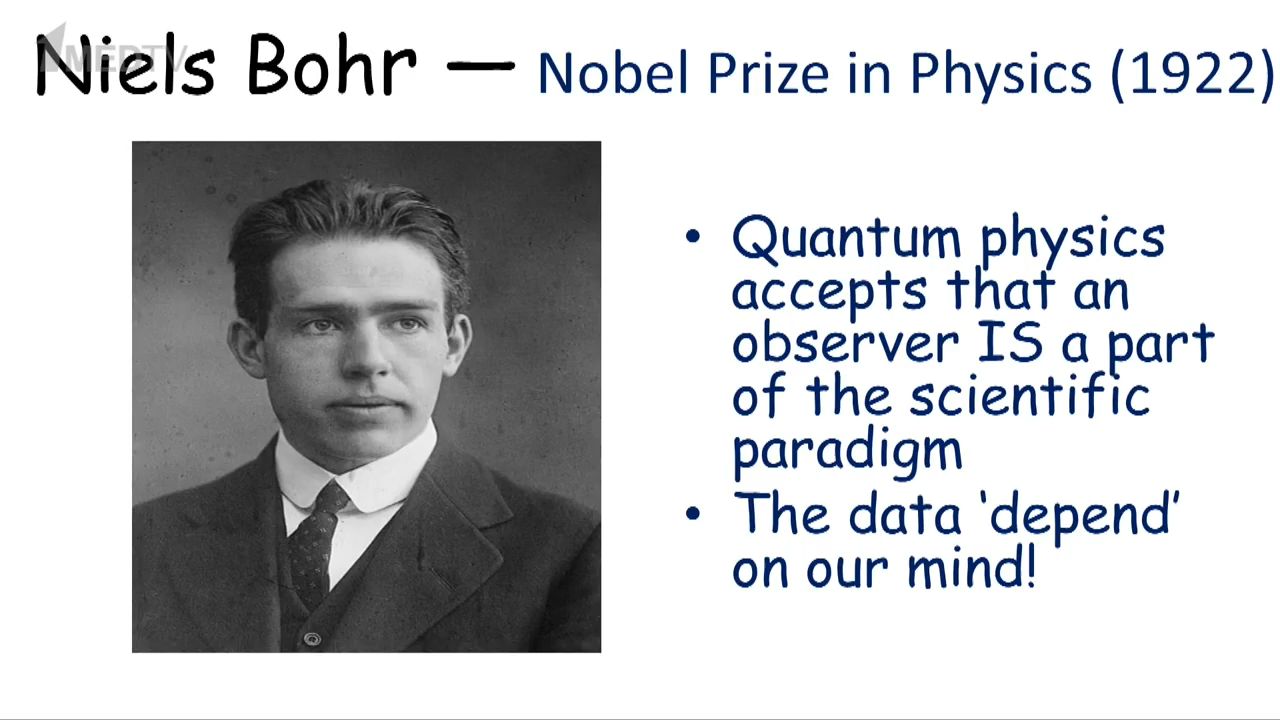 Niels Bohr — Nobel Prize in Physics (1922)
1MEDTV
• Quantum physics
accepts that an
observer IS a part
of the scientific
paradigm
• The data ‘depend’
on our mind!